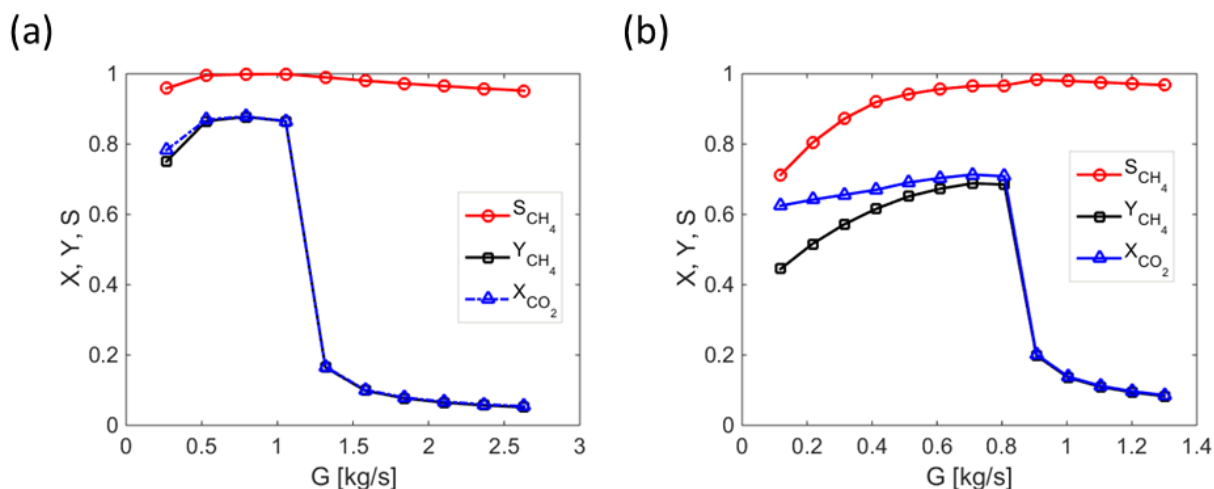 (a)
X, Y, S
1
0.8
0.6
0.4
0.2
0
0 0.5 1 1.5 2 2.5 3
G [kg/s]
S_CH4
Y_CH4
X_CO2
(b)
X, Y, S
1
0.8
0.6
0.4
0.2
0
0 0.2 0.4 0.6 0.8 1.0 1.2 1.4
G [kg/s]
S_CH4
Y_CH4
X_CO2